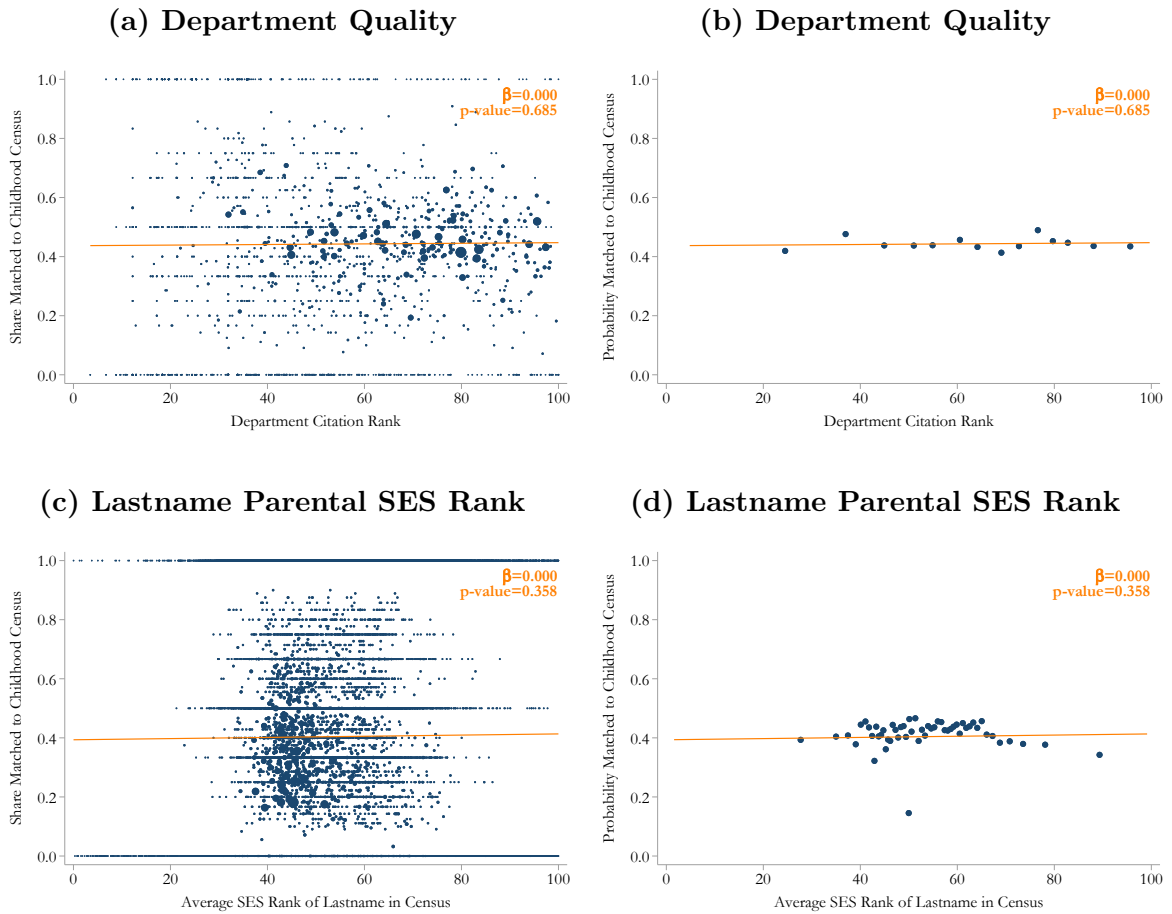 (a) Department Quality
Share Matched to Childhood Census
1.0
0.8
0.6
0.4
0.2
0.0
β=0.000
p-value=0.685
0 20 40 60 80 100
Department Citation Rank
(b) Department Quality
Probability Matched to Childhood Census
1.0
0.8
0.6
0.4
0.2
0.0
β=0.000
p-value=0.685
0 20 40 60 80 100
Department Citation Rank
(c) Lastname Parental SES Rank
Share Matched to Childhood Census
1.0
0.8
0.6
0.4
0.2
0.0
β=0.000
p-value=0.358
0 20 40 60 80 100
Average SES Rank of Lastname in Census
(d) Lastname Parental SES Rank
Probability Matched to Childhood Census
1.0
0.8
0.6
0.4
0.2
0.0
β=0.000
p-value=0.358
0 20 40 60 80 100
Average SES Rank of Lastname in Census